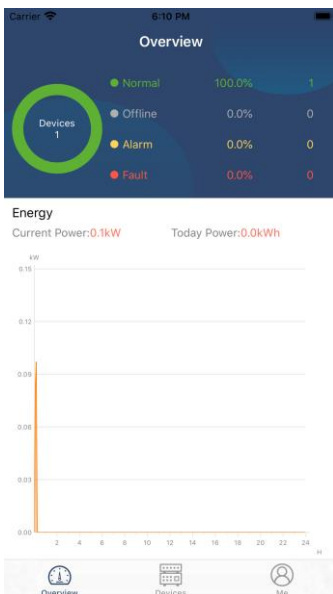 Carrier 6:10 PM
Overview
Devices
1
Normal 100.0% 1
Offline 0.0% 0
Alarm 0.0% 0
Fault 0.0% 0
Energy
Current Power:0.1kW Today Power:0.0kWh
kW
0.15
0.12
0.09
0.06
0.03
0.00
2 4 6 8 10 12 14 16 18 20 22 24
H
Overview Devices Me